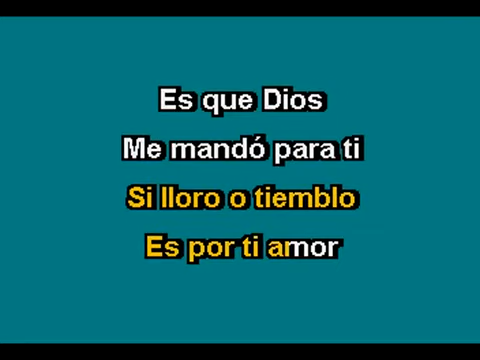 Es que Dios
Me mandó para ti
Si lloro o tiemblo
Es por ti amor